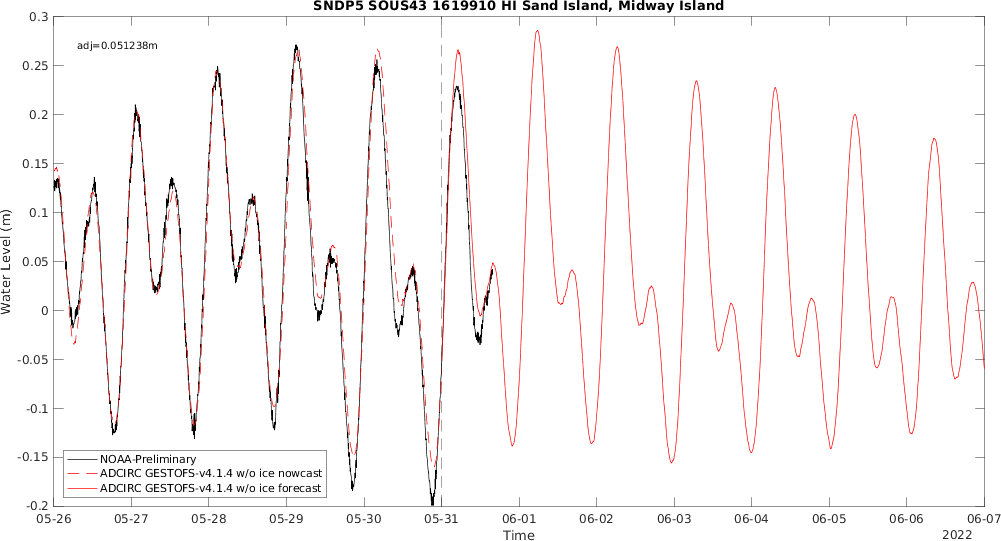 SNDP5 SOUS43 1619910 HI Sand Island, Midway Island
0.3
0.25
0.2
0.15
0.1
0.05
0
-0.05
-0.1
-0.15
-0.2
Water Level (m)
adj=0.051238m
NOAA-Preliminary
ADCIRC GESTOFS-v4.1.4 w/o ice nowcast
ADCIRC GESTOFS-v4.1.4 w/o ice forecast
05-26 05-27 05-28 05-29 05-30 05-31 06-01 06-02 06-03 06-04 06-05 06-06 06-07
Time
2022